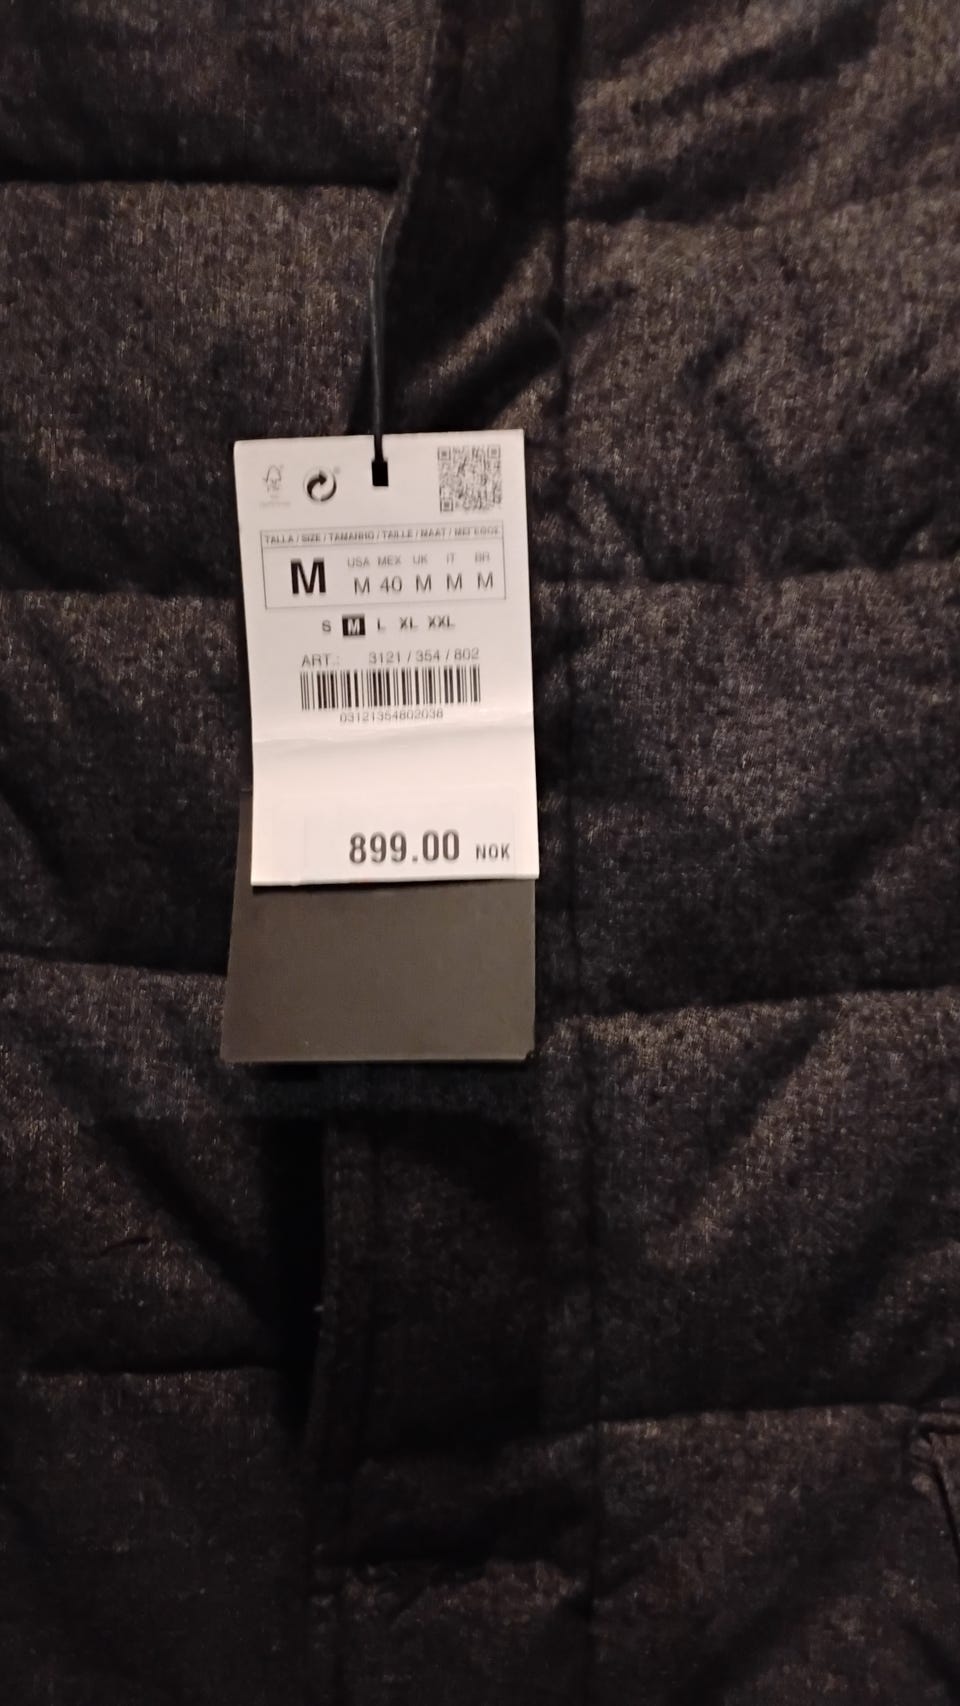 TALLA / SIZE / TAMANHO / TAILLE / MAAT /
USA MEX UK IT BR
M M 40 M M M
S M L XL XXL
ART.: 3121 / 354 / 802
03121354802038
899.00 NOK